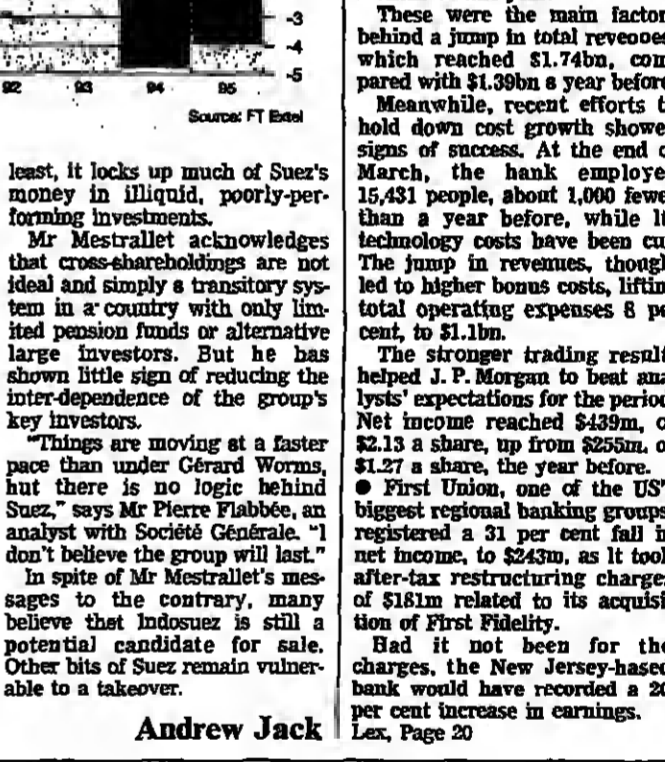 -3
-4
-5
92 93 94 95
Source: FT Extel
least, it locks up much of Suez's
money in illiquid, poorly-per-
forming investments.
Mr Mestrallet acknowledges
that cross-shareholdings are not
ideal and simply a transitory sys-
tem in a country with only lim-
ited pension funds or alternative
large investors. But he has
shown little sign of reducing the
inter-dependence of the group's
key investors.
"Things are moving at a faster
pace than under Gérard Worms,
but there is no logic behind
Suez," says Mr Pierre Flabbée, an
analyst with Société Générale. "I
don't believe the group will last."
In spite of Mr Mestrallet's mes-
sages to the contrary, many
believe that Indosuez is still a
potential candidate for sale.
Other bits of Suez remain vulner-
able to a takeover.
Andrew Jack
These were the main factor
behind a jump in total revenues
which reached $1.74bn, com
pared with $1.39bn a year before
Meanwhile, recent efforts t
hold down cost growth showe
signs of success. At the end o
March, the bank employe
15,431 people, about 1,000 fewe
than a year before, while
technology costs have been cu
The jump in revenues, though
led to higher bonus costs, liftin
total operating expenses 8 pe
cent, to $1.1bn.
The stronger trading result
helped J. P. Morgan to beat ana
lysts' expectations for the period
Net income reached $439m, o
$2.13 a share, up from $255m, o
$1.27 a share, the year before.
● First Union, one of the US'
biggest regional banking groups
registered a 31 per cent fall in
net income, to $243m, as it took
after-tax restructuring charges
of $181m related to its acquisi
tion of First Fidelity.
Had it not been for the
charges, the New Jersey-based
bank would have recorded a 20
per cent increase in earnings.
Lex, Page 20